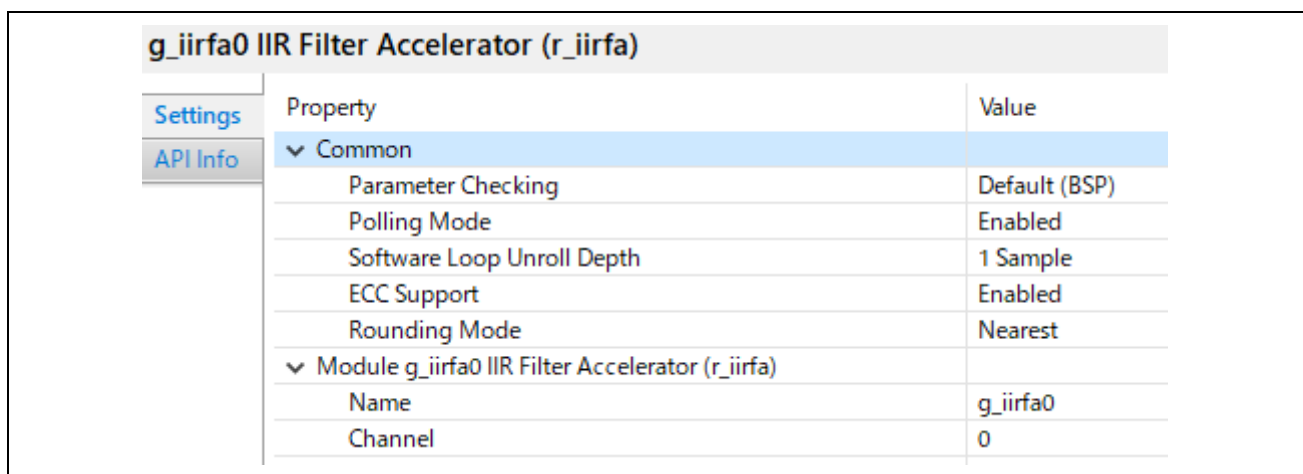 g_iirfa0 IIR Filter Accelerator (r_iirfa)
Settings
API Info
Property Value
Common
Parameter Checking Default (BSP)
Polling Mode Enabled
Software Loop Unroll Depth 1 Sample
ECC Support Enabled
Rounding Mode Nearest
Module g_iirfa0 IIR Filter Accelerator (r_iirfa)
Name g_iirfa0
Channel 0